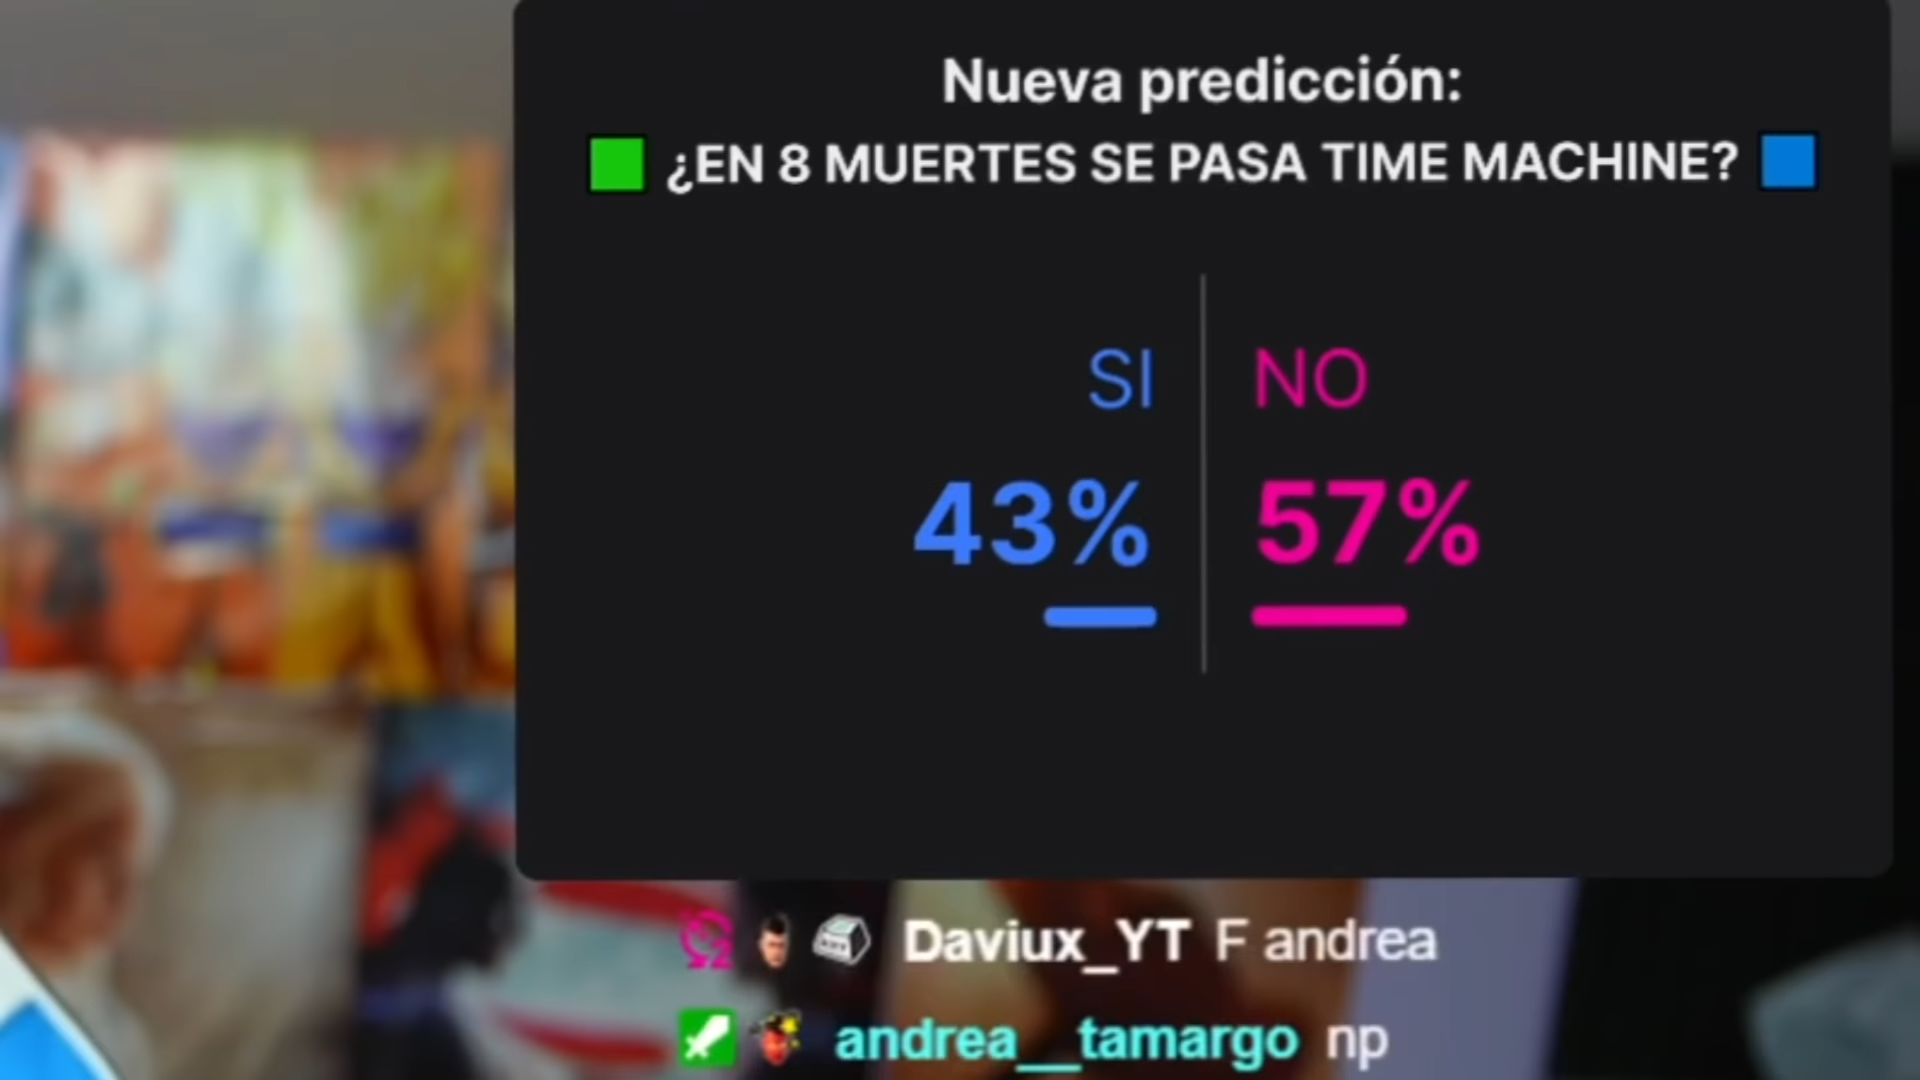 Nueva predicción:
¿EN 8 MUERTES SE PASA TIME MACHINE?
SI
NO
43%
57%
Daviux_YT F andrea
andrea__tamargo np